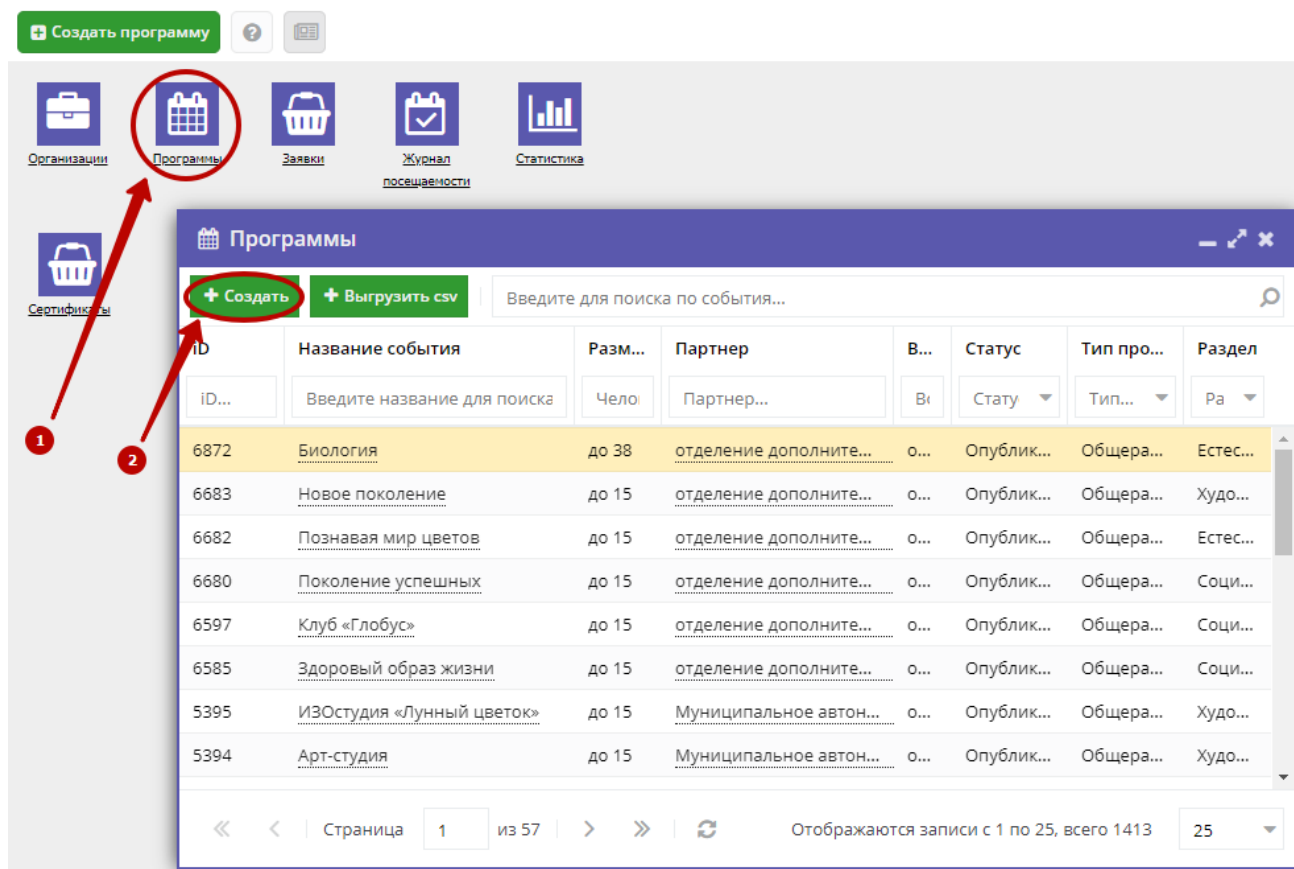 Создать программу
Организации
Программы
Заявки
Журнал
посещаемости
Статистика
Сертификаты
Программы
Создать Выгрузить csv Введите для поиска по события...
iD Название события Разм... Партнер В... Статус Тип про... Раздел
iD... Введите название для поиска Чело Партнер... Вс Стату Тип... Ра
6872 Биология до 38 отделение дополните... о... Опублик... Общера... Естес...
6683 Новое поколение до 15 отделение дополните... о... Опублик... Общера... Худо...
6682 Познавая мир цветов до 15 отделение дополните... о... Опублик... Общера... Естес...
6680 Поколение успешных до 15 отделение дополните... о... Опублик... Общера... Соци...
6597 Клуб «Глобус» до 15 отделение дополните... о... Опублик... Общера... Соци...
6585 Здоровый образ жизни до 15 отделение дополните... о... Опублик... Общера... Соци...
5395 ИЗОстудия «Лунный цветок» до 15 Муниципальное автон... о... Опублик... Общера... Худо...
5394 Арт-студия до 15 Муниципальное автон... о... Опублик... Общера... Худо...
Страница 1 из 57 Отображаются записи с 1 по 25, всего 1413 25
1
2